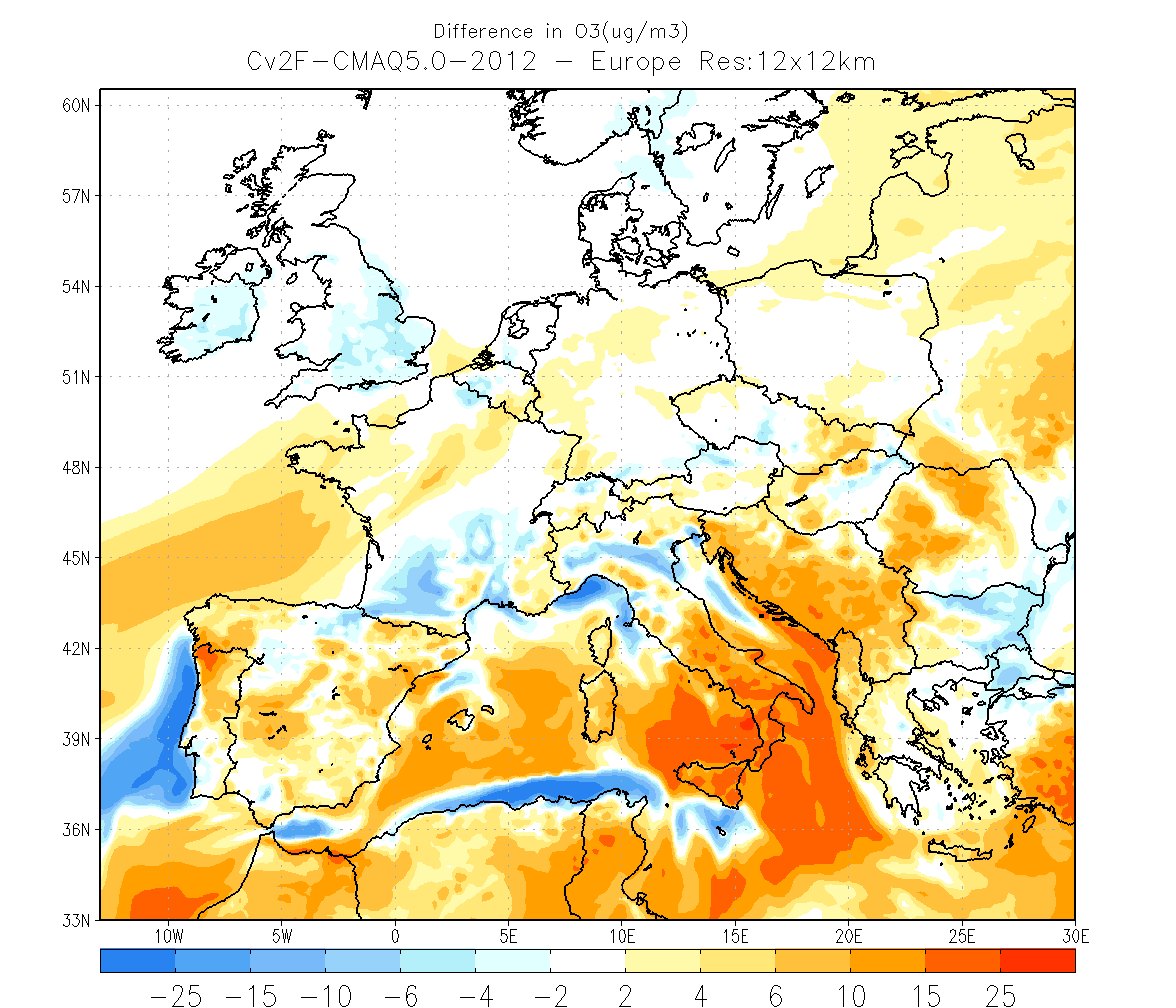 Difference in O3(ug/m3)
Cv2F-CMAQ5.0-2012 - Europe Res:12x12km
60N
57N
54N
51N
48N
45N
42N
39N
36N
33N
10W 5W 0 5E 10E 15E 20E 25E 30E
-25 -15 -10 -6 -4 -2 2 4 6 10 15 25